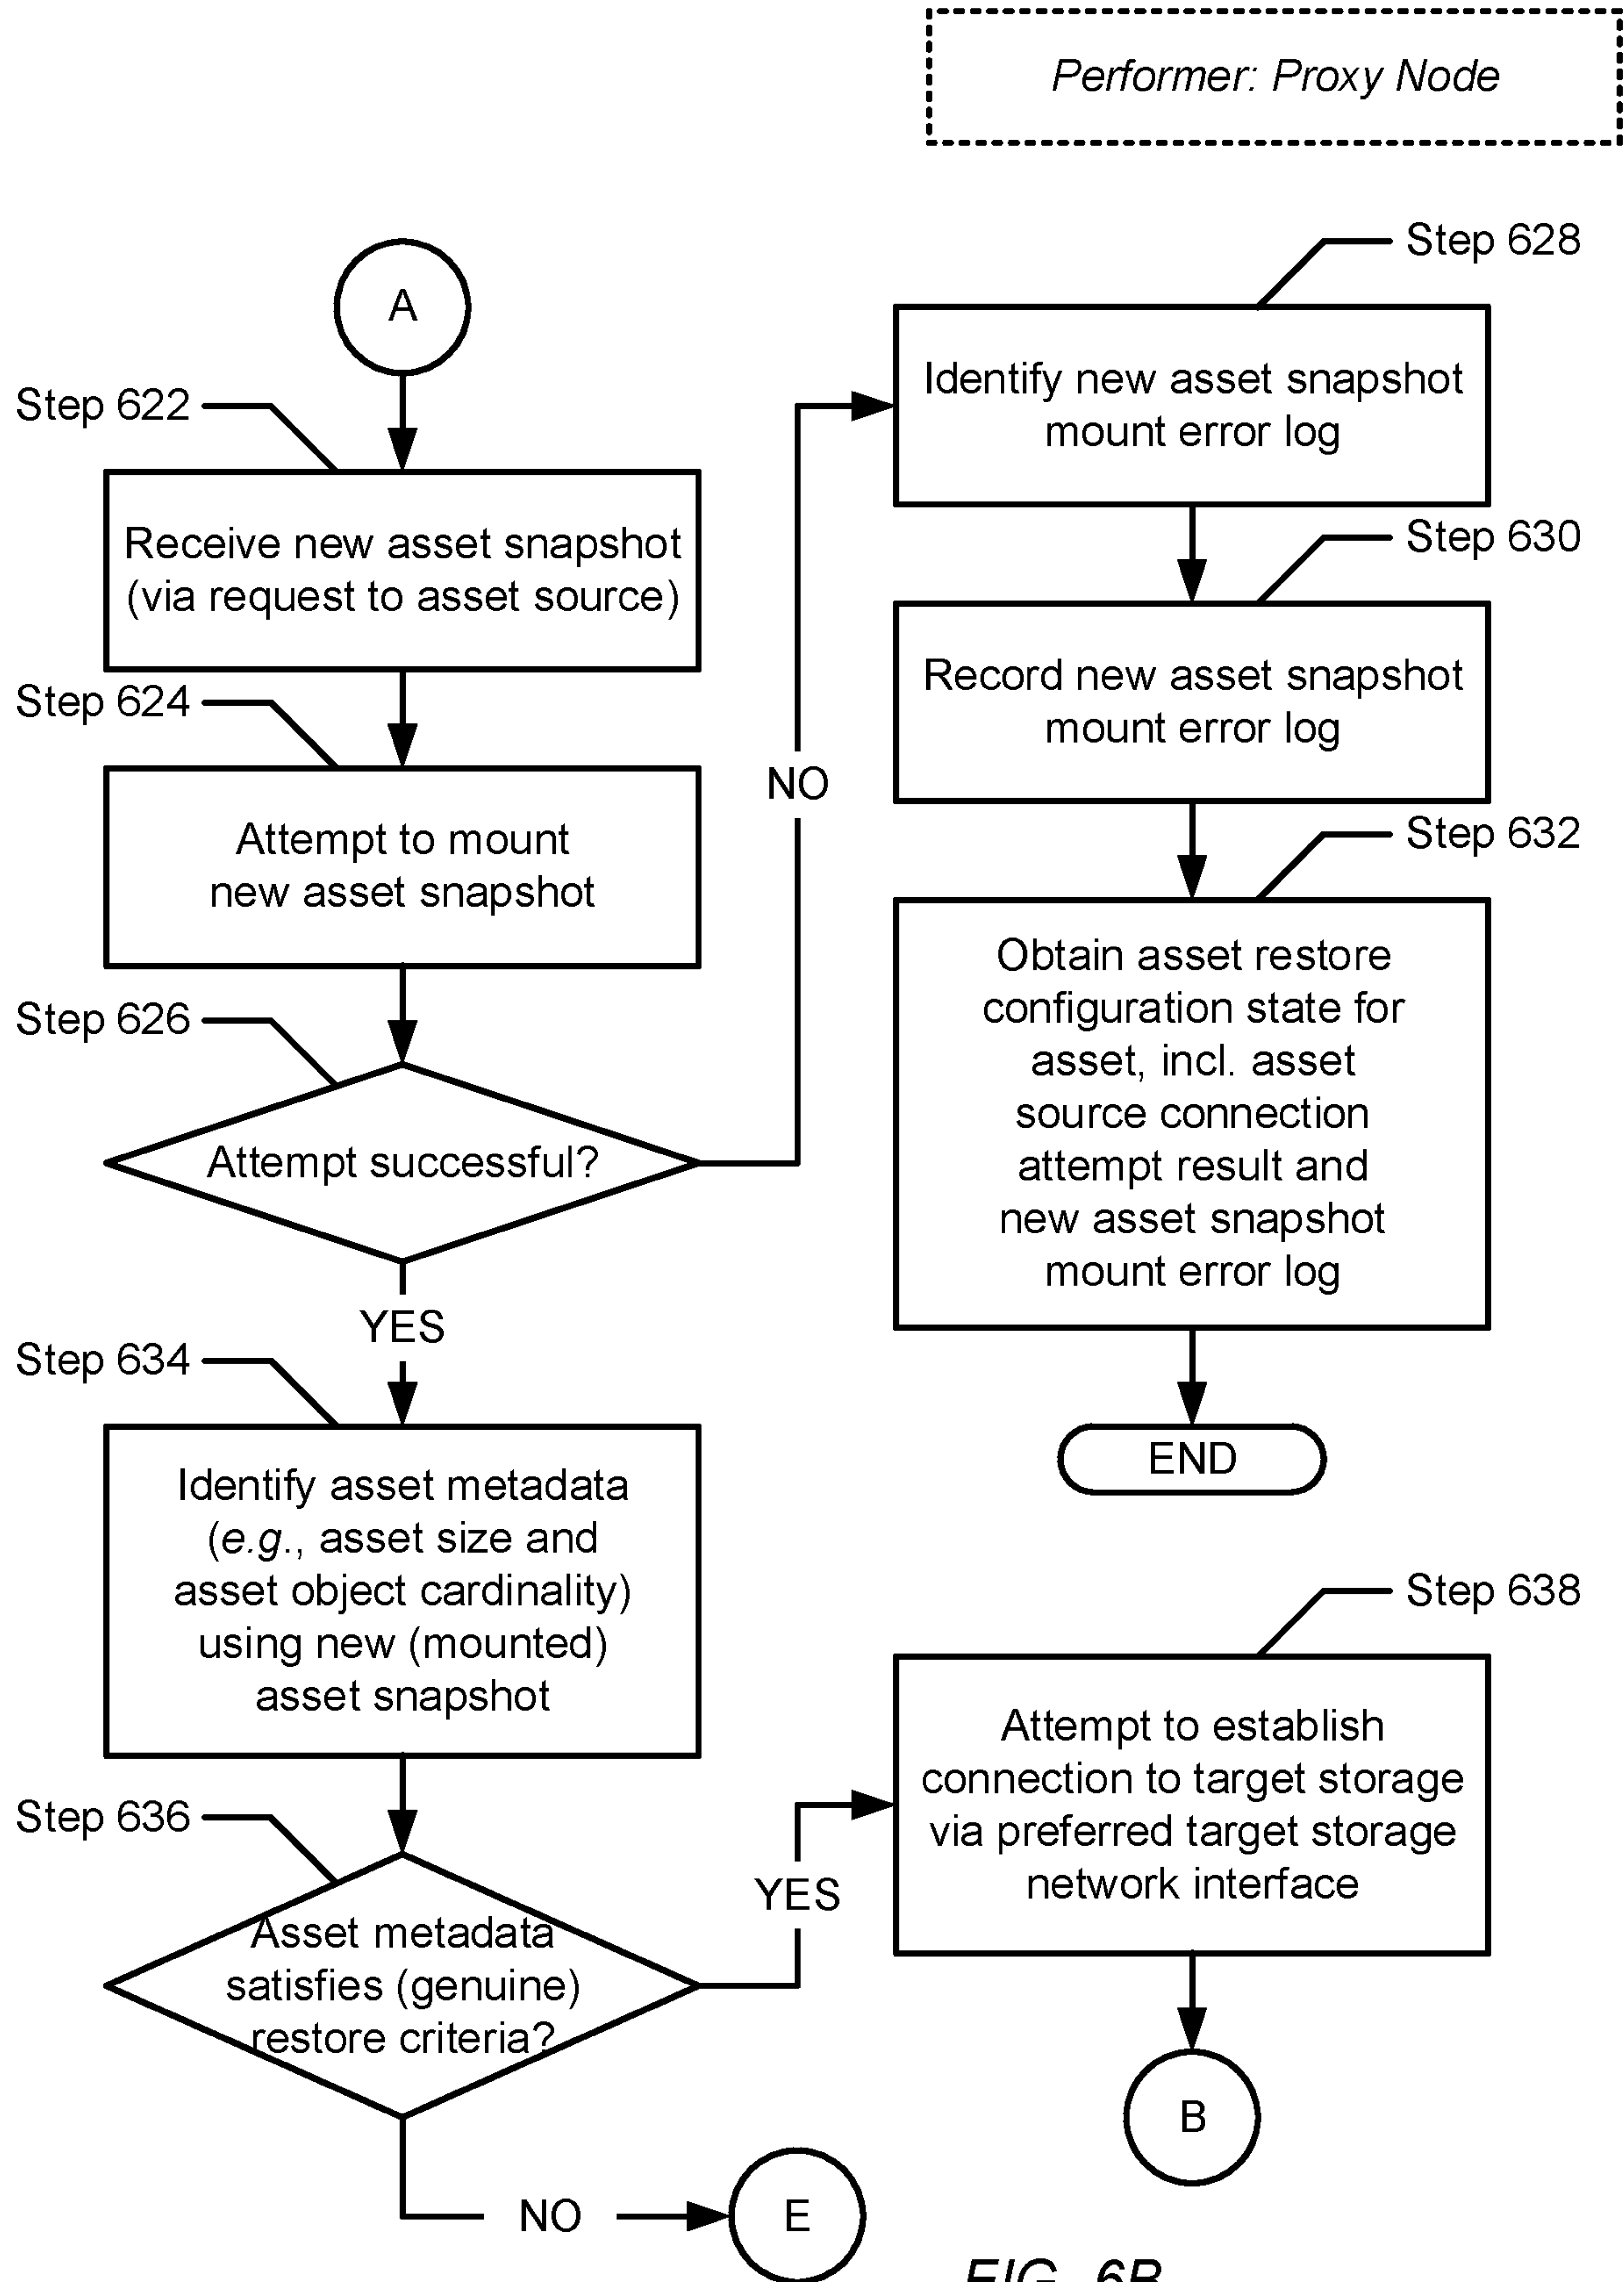 Performer: Proxy Node
A
Step 622
Receive new asset snapshot
(via request to asset source)
Step 624
Attempt to mount
new asset snapshot
Step 626
Attempt successful?
NO
YES
Step 628
Identify new asset snapshot
mount error log
Step 630
Record new asset snapshot
mount error log
Step 632
Obtain asset restore
configuration state for
asset, incl. asset
source connection
attempt result and
new asset snapshot
mount error log
END
Step 634
Identify asset metadata
(e.g., asset size and
asset object cardinality)
using new (mounted)
asset snapshot
Step 636
Asset metadata
satisfies (genuine)
restore criteria?
YES
NO
E
Step 638
Attempt to establish
connection to target storage
via preferred target storage
network interface
B
FIG. 6B